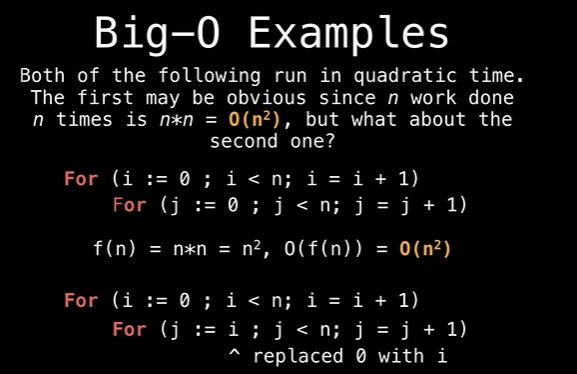 Big-O Examples
Both of the following run in quadratic time.
The first may be obvious since n work done
n times is n*n = O(n²), but what about the
second one?
For (i := 0 ; i < n; i = i + 1)
For (j := 0 ; j < n; j = j + 1)
f(n) = n*n = n², O(f(n)) = O(n²)
For (i := 0 ; i < n; i = i + 1)
For (j := i ; j < n; j = j + 1)
^ replaced 0 with i